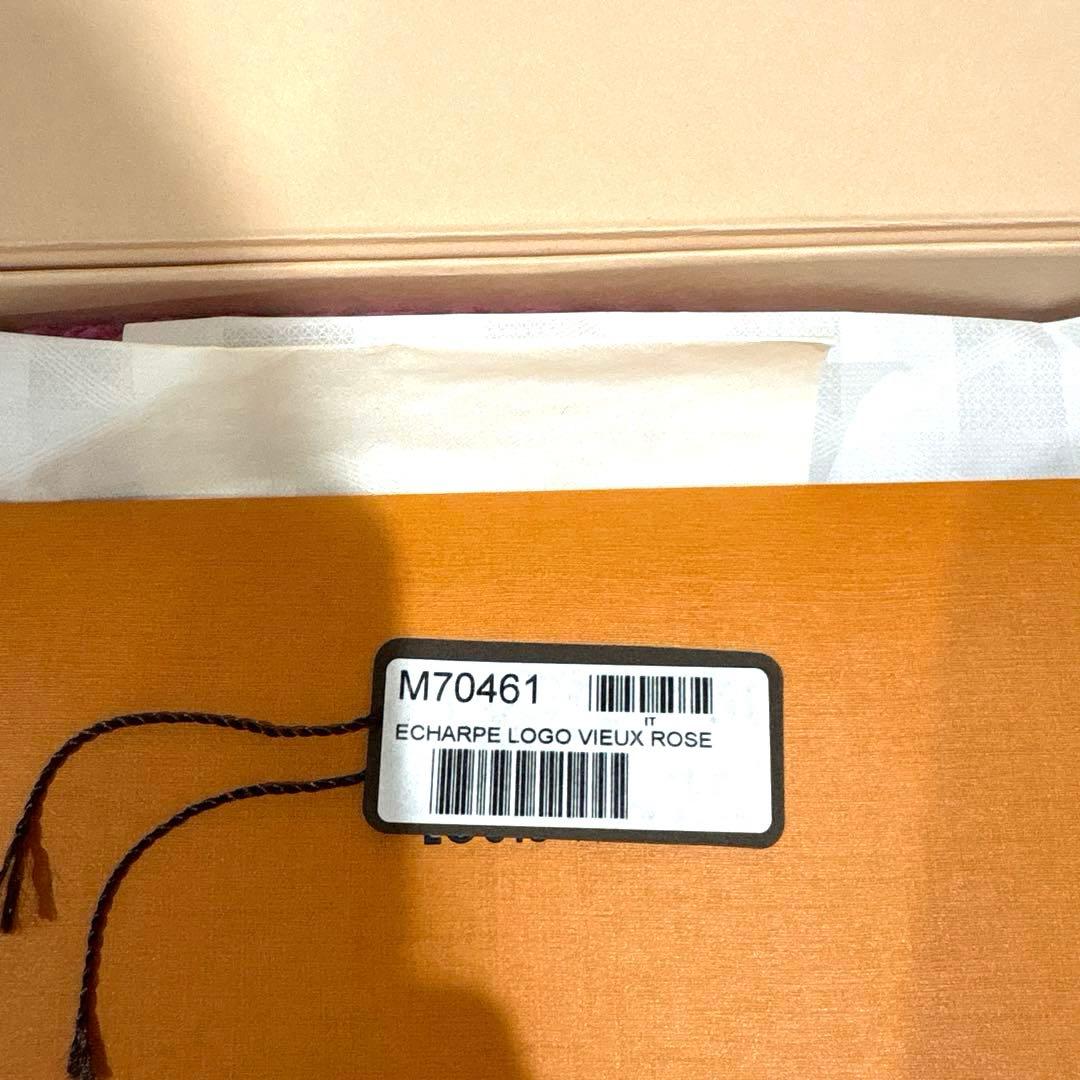 M70461
IT
ECHARPE LOGO VIEUX ROSE